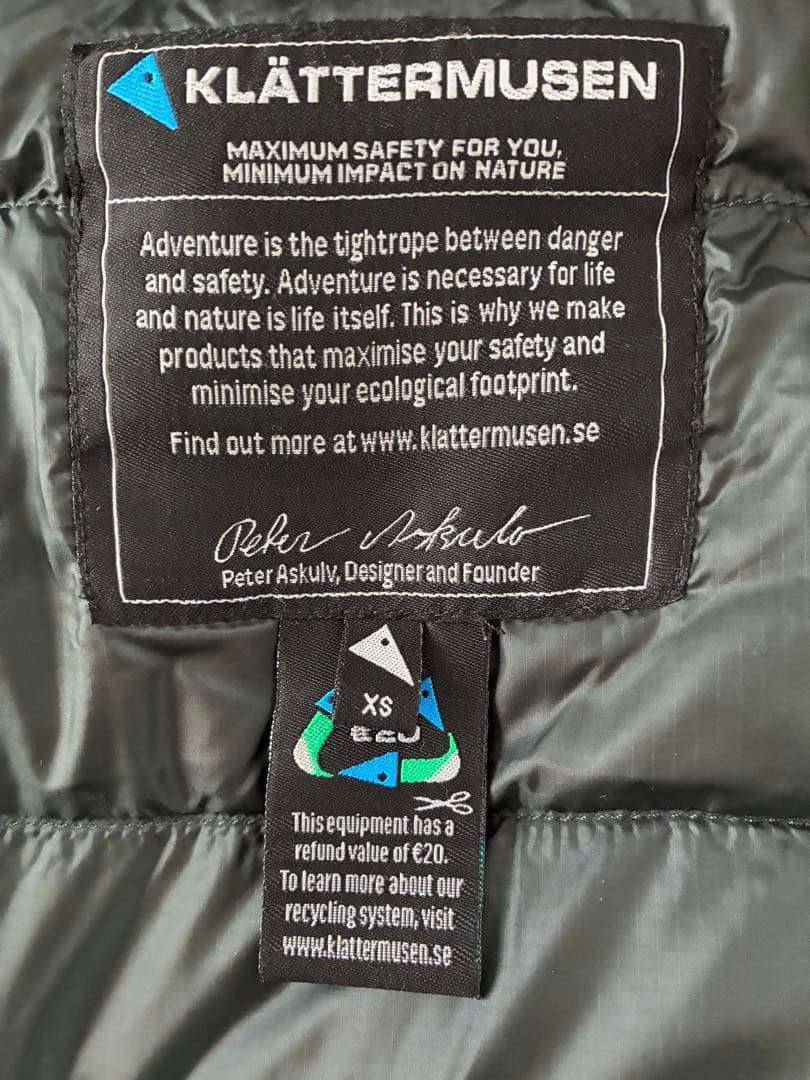 KLÄTTERMUSEN
MAXIMUM SAFETY FOR YOU,
MINIMUM IMPACT ON NATURE
Adventure is the tightrope between danger
and safety. Adventure is necessary for life
and nature is life itself. This is why we make
products that maximise your safety and
minimise your ecological footprint.
Find out more at www.klattermusen.se
Peter Askulv
Peter Askulv, Designer and Founder
XS
€20
This equipment has a
refund value of €20.
To learn more about our
recycling system, visit
www.klattermusen.se